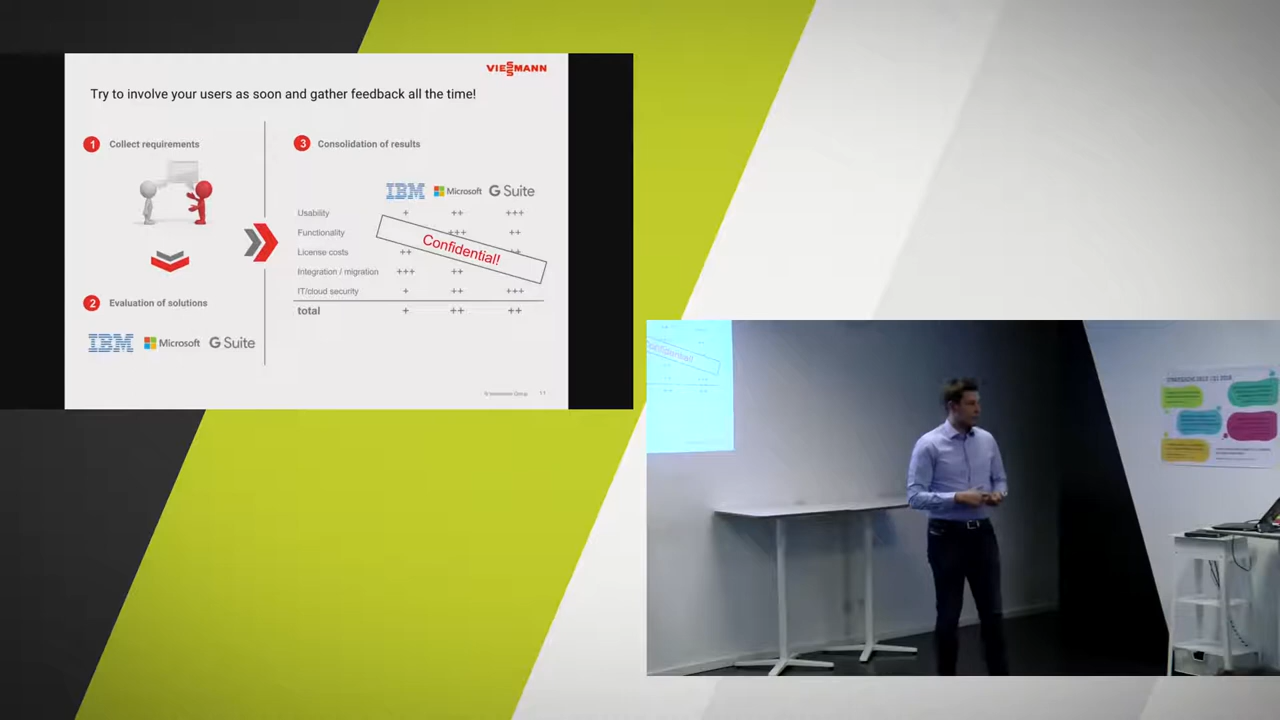 VIESSMANN
Try to involve your users as soon and gather feedback all the time!
1 Collect requirements
2 Evaluation of solutions
IBM Microsoft G Suite
3 Consolidation of results
IBM Microsoft G Suite
Usability + ++ +++
Functionality +++ ++
License costs ++ ++
Integration / migration +++ ++
IT/cloud security + ++ +++
total + ++ ++
Confidential!
11
Confidential!